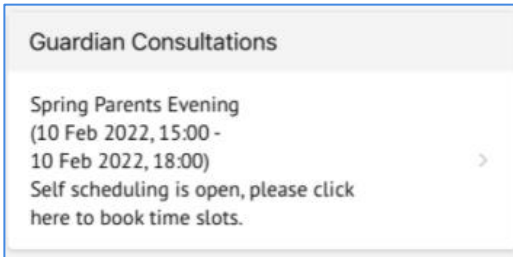 Guardian Consultations
Spring Parents Evening
(10 Feb 2022, 15:00 -
10 Feb 2022, 18:00)
Self scheduling is open, please click
here to book time slots.